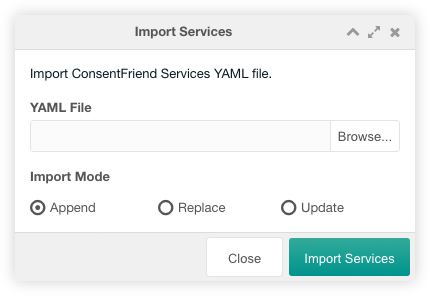 Import Services
Import ConsentFriend Services YAML file.
YAML File
Browse...
Import Mode
Append Replace Update
Close Import Services